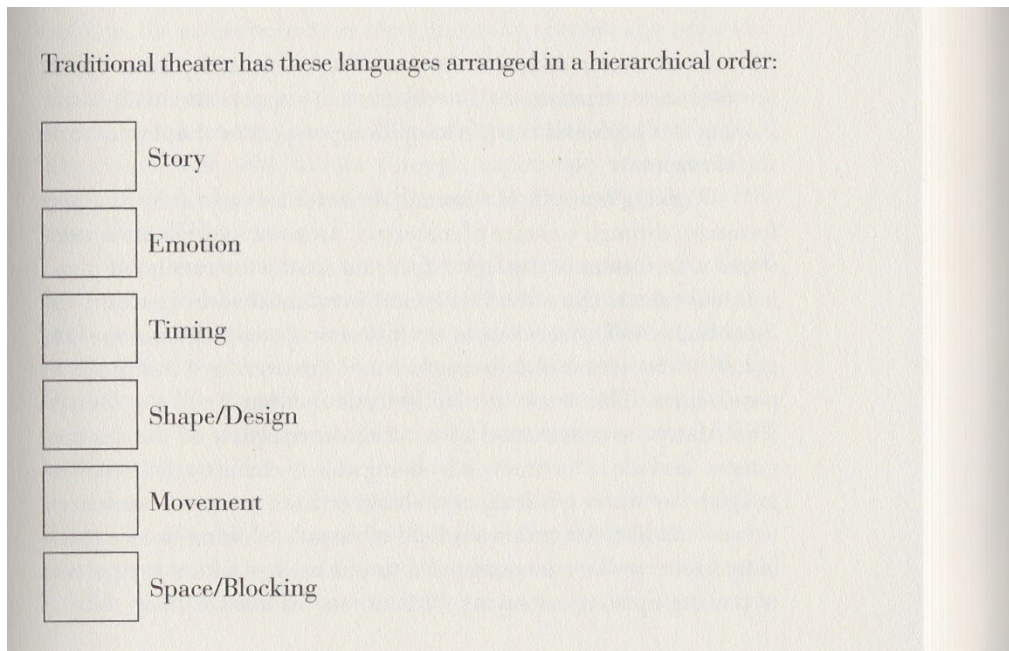 Traditional theater has these languages arranged in a hierarchical order:
Story
Emotion
Timing
Shape/Design
Movement
Space/Blocking